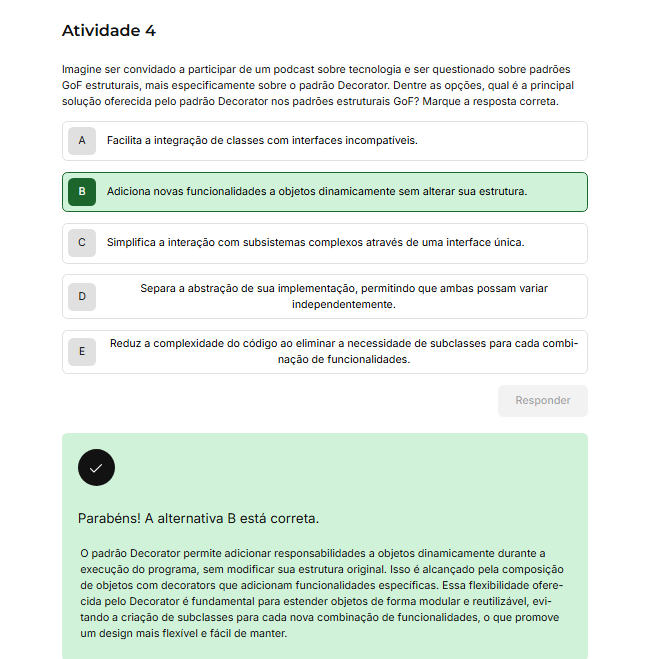 Atividade 4
Imagine ser convidado a participar de um podcast sobre tecnologia e ser questionado sobre padrões
GoF estruturais, mais especificamente sobre o padrão Decorator. Dentre as opções, qual é a principal
solução oferecida pelo padrão Decorator nos padrões estruturais GoF? Marque a resposta correta.
A Facilita a integração de classes com interfaces incompatíveis.
B Adiciona novas funcionalidades a objetos dinamicamente sem alterar sua estrutura.
C Simplifica a interação com subsistemas complexos através de uma interface única.
D Separa a abstração de sua implementação, permitindo que ambas possam variar
independentemente.
E Reduz a complexidade do código ao eliminar a necessidade de subclasses para cada combi-
nação de funcionalidades.
Responder
Parabéns! A alternativa B está correta.
O padrão Decorator permite adicionar responsabilidades a objetos dinamicamente durante a
execução do programa, sem modificar sua estrutura original. Isso é alcançado pela composição
de objetos com decorators que adicionam funcionalidades específicas. Essa flexibilidade ofere-
cida pelo Decorator é fundamental para estender objetos de forma modular e reutilizável, evi-
tando a criação de subclasses para cada nova combinação de funcionalidades, o que promove
um design mais flexível e fácil de manter.